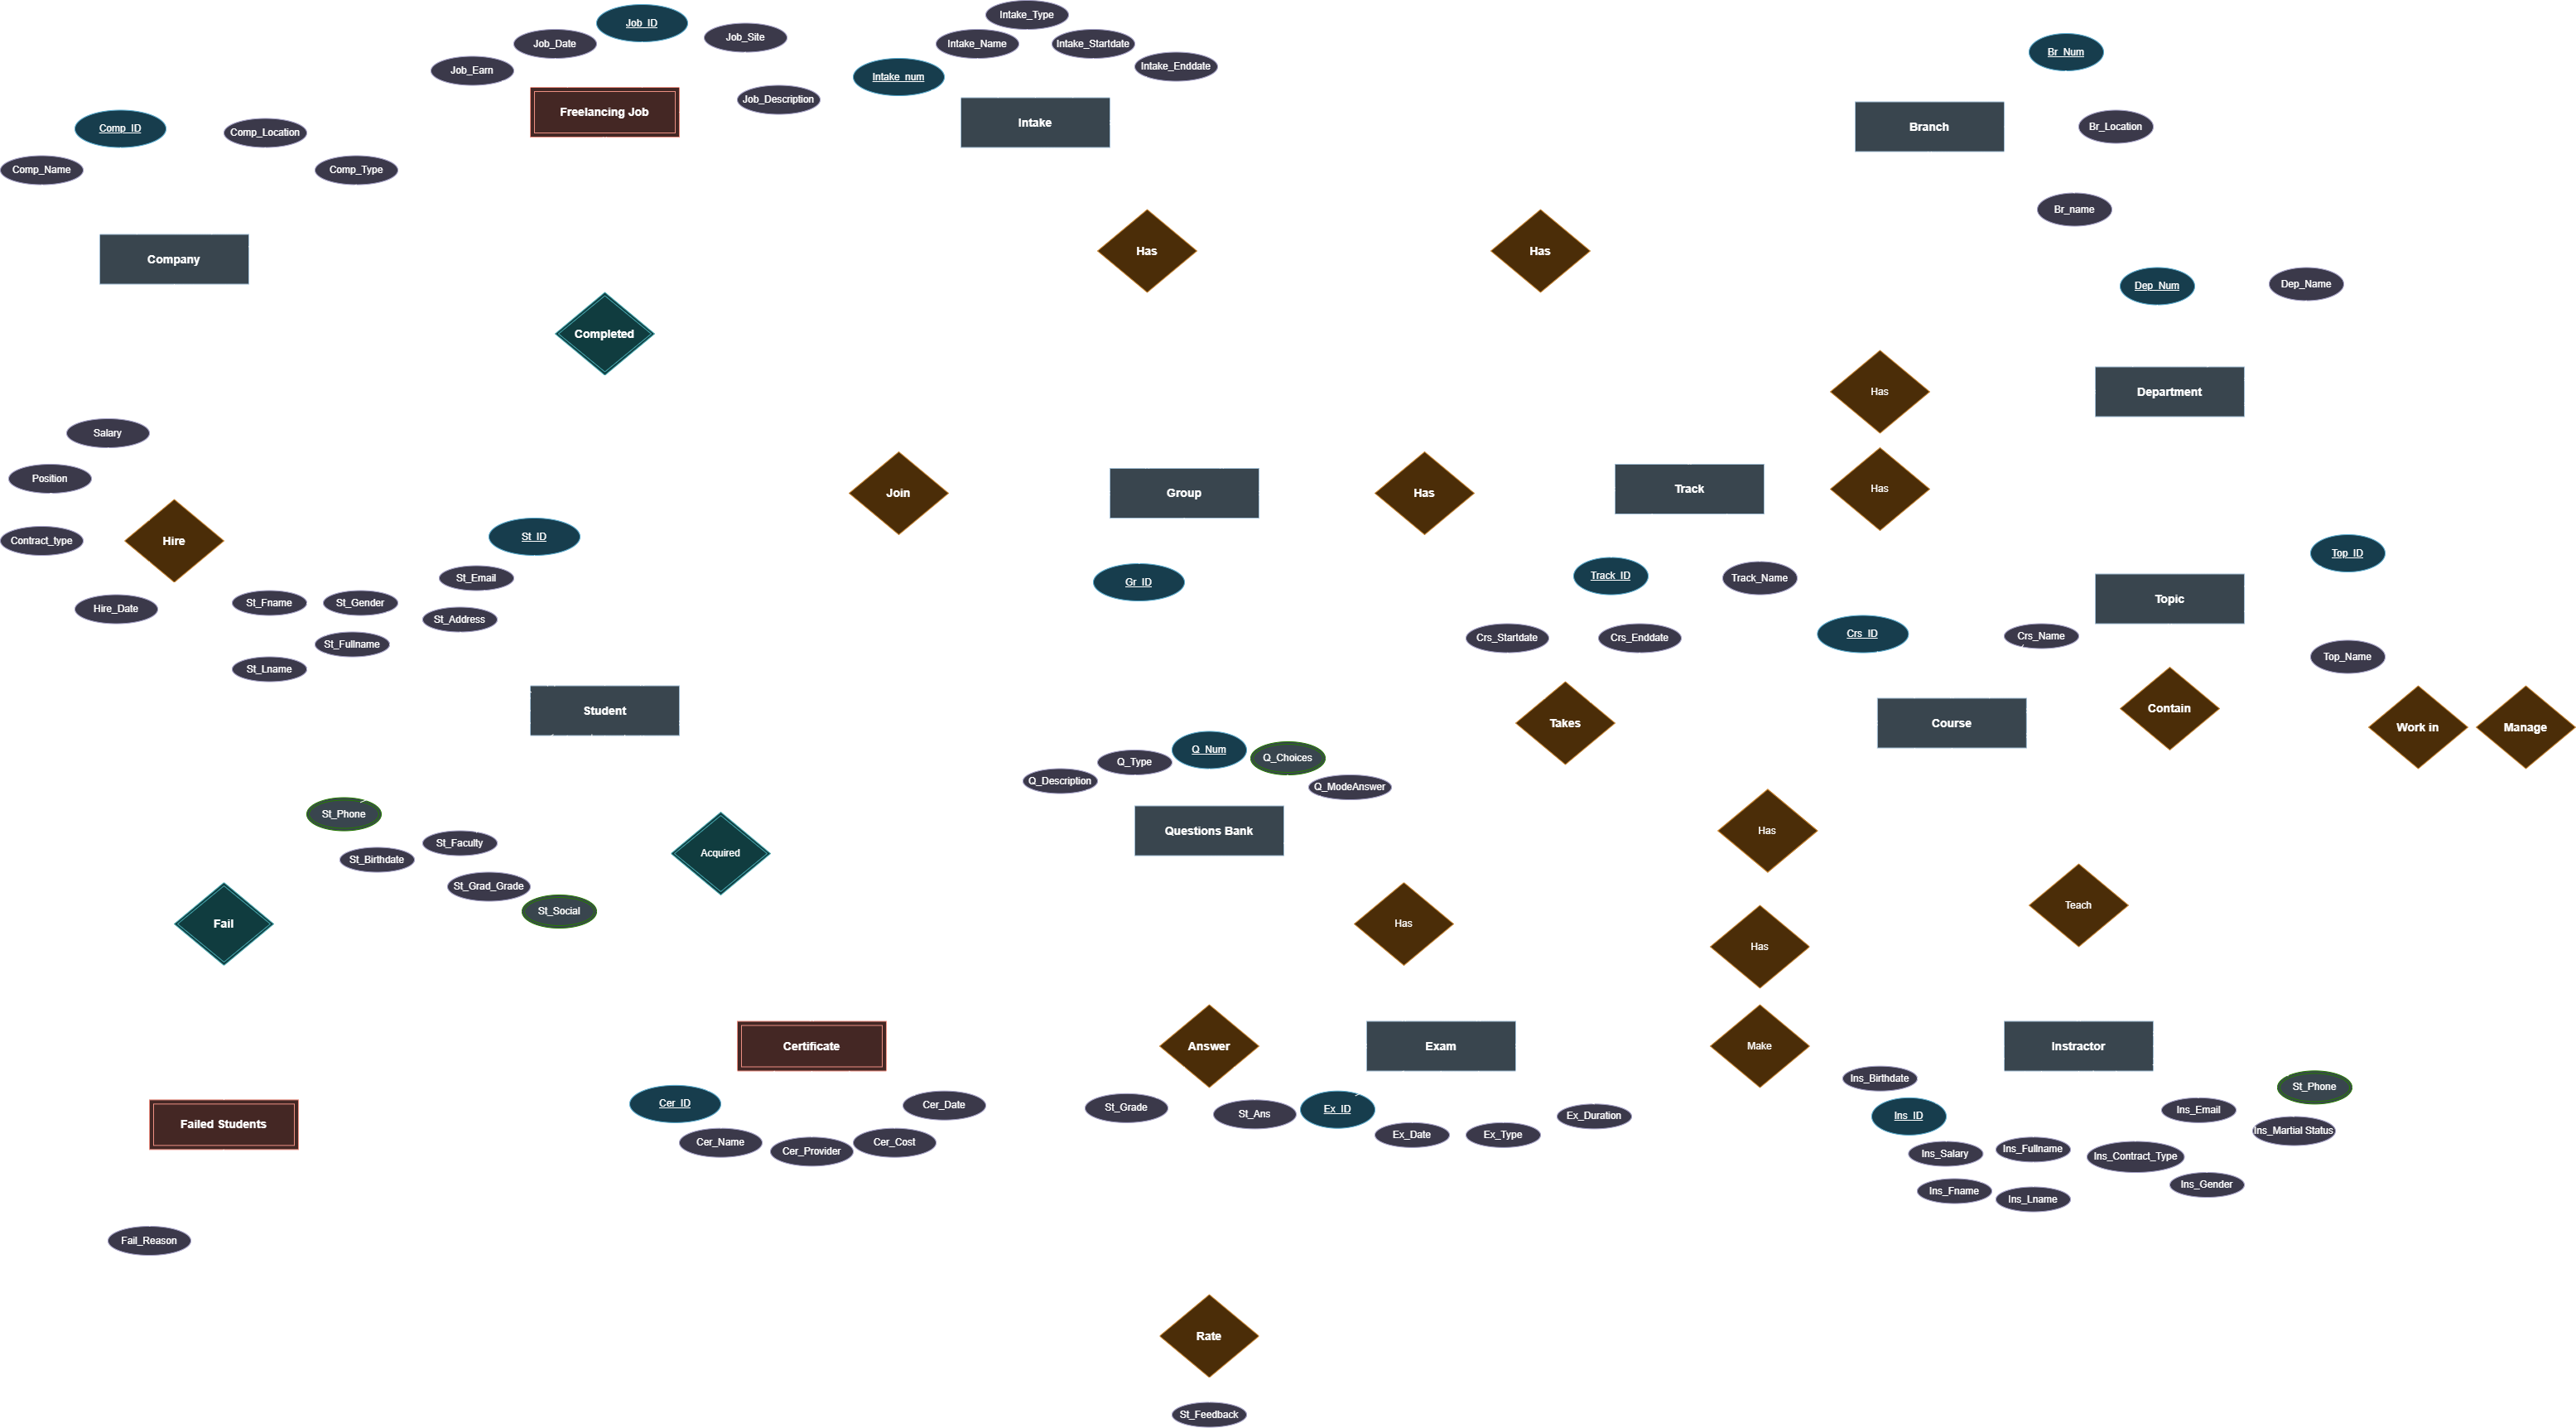 Intake_Type
Job_ID
Job_Site
Job_Date
Intake_Name
Intake_Startdate
Br_Num
Intake_Enddate
Job_Earn
Intake_num
Job_Description
Freelancing Job
Intake
Branch
Br_Location
Comp_ID
Comp_Location
Comp_Name
Comp_Type
Br_name
Has
Has
Company
Dep_Num
Dep_Name
Completed
Has
Department
Salary
Position
Join
Group
Has
Track
Has
Contract_type
Hire
St_ID
Top_ID
St_Email
Gr_ID
Track_ID
Track_Name
Topic
Hire_Date
St_Fname
St_Gender
St_Address
Crs_Startdate
Crs_Enddate
Crs_ID
Crs_Name
St_Fullname
Top_Name
St_Lname
Student
Contain
Takes
Course
Work in
Manage
Q_Num
Q_Choices
Q_Type
Q_Description
Q_ModeAnswer
St_Phone
Questions Bank
Has
St_Faculty
Acquired
St_Birthdate
St_Grad_Grade
St_Social
Teach
Fail
Has
Has
Certificate
Answer
Exam
Make
Instractor
Ins_Birthdate
St_Phone
Cer_ID
Cer_Date
St_Grade
St_Ans
Ex_ID
Ex_Duration
Ins_ID
Ins_Email
Failed Students
Ex_Date
Ex_Type
Ins_Martial Status
Cer_Name
Cer_Provider
Cer_Cost
Ins_Salary
Ins_Fullname
Ins_Contract_Type
Ins_Fname
Ins_Lname
Ins_Gender
Fail_Reason
Rate
St_Feedback